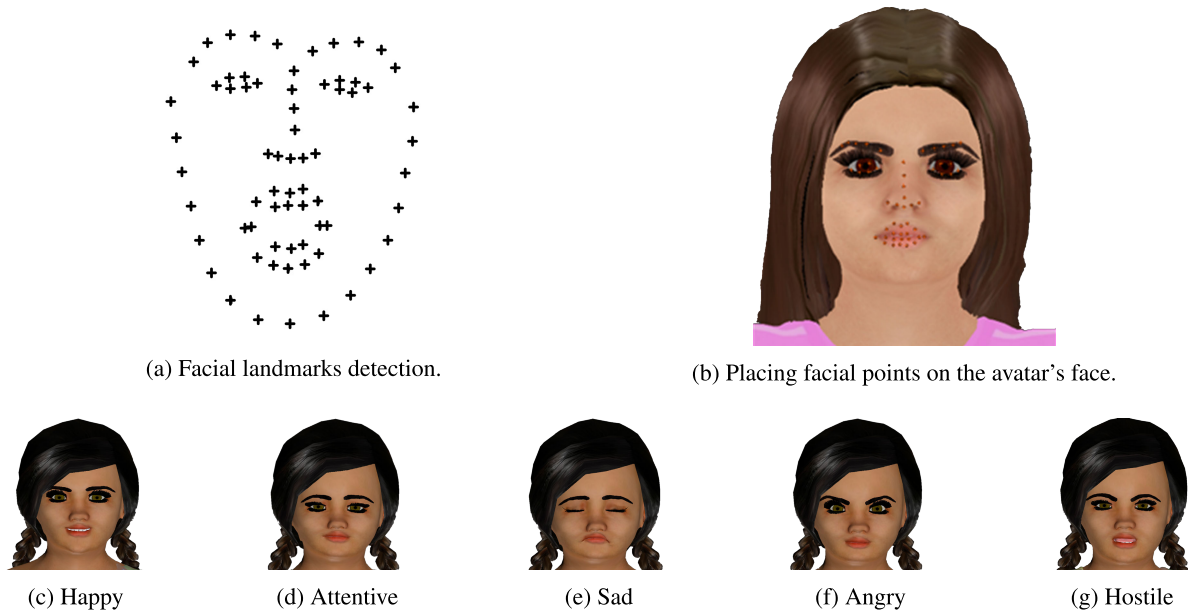 (a) Facial landmarks detection.
(b) Placing facial points on the avatar’s face.
(c) Happy
(d) Attentive
(e) Sad
(f) Angry
(g) Hostile